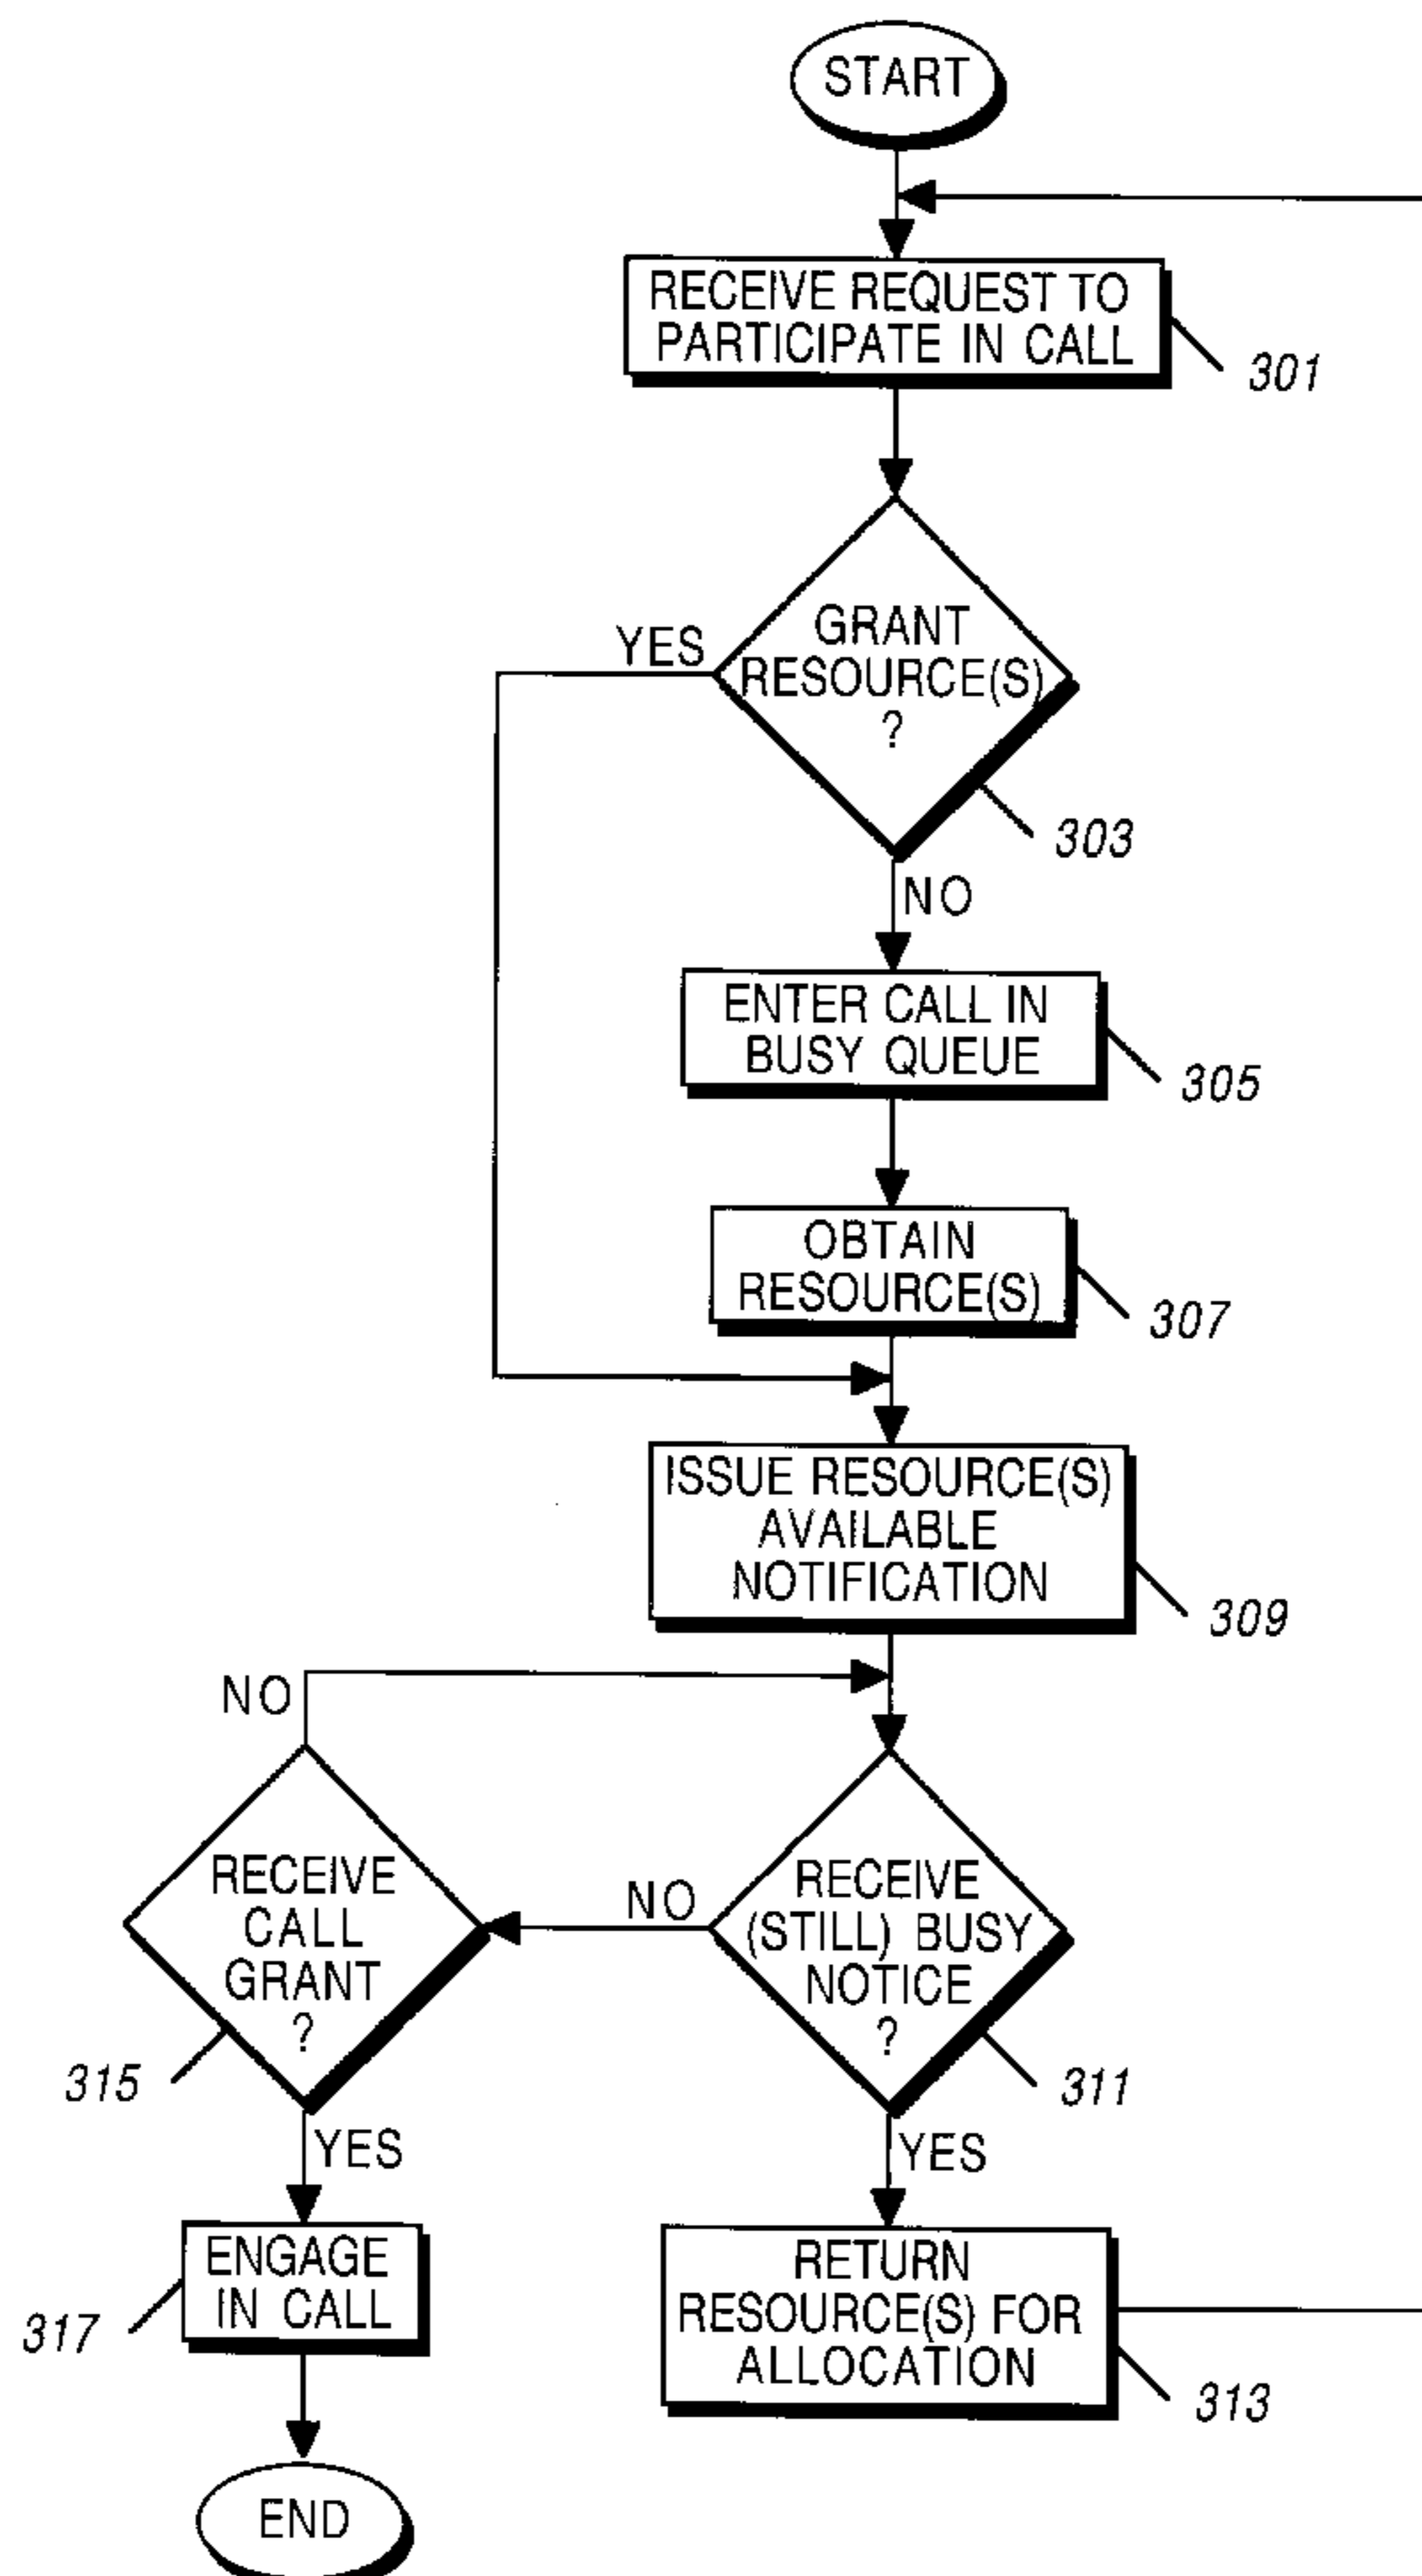 START
RECEIVE REQUEST TO
PARTICIPATE IN CALL
301
GRANT
RESOURCE(S)
?
YES
303
NO
ENTER CALL IN
BUSY QUEUE
305
OBTAIN
RESOURCE(S)
307
ISSUE RESOURCE(S)
AVAILABLE
NOTIFICATION
309
NO
RECEIVE
CALL
GRANT
?
315
NO
RECEIVE
(STILL) BUSY
NOTICE
?
311
YES
YES
ENGAGE
IN CALL
317
RETURN
RESOURCE(S) FOR
ALLOCATION
313
END